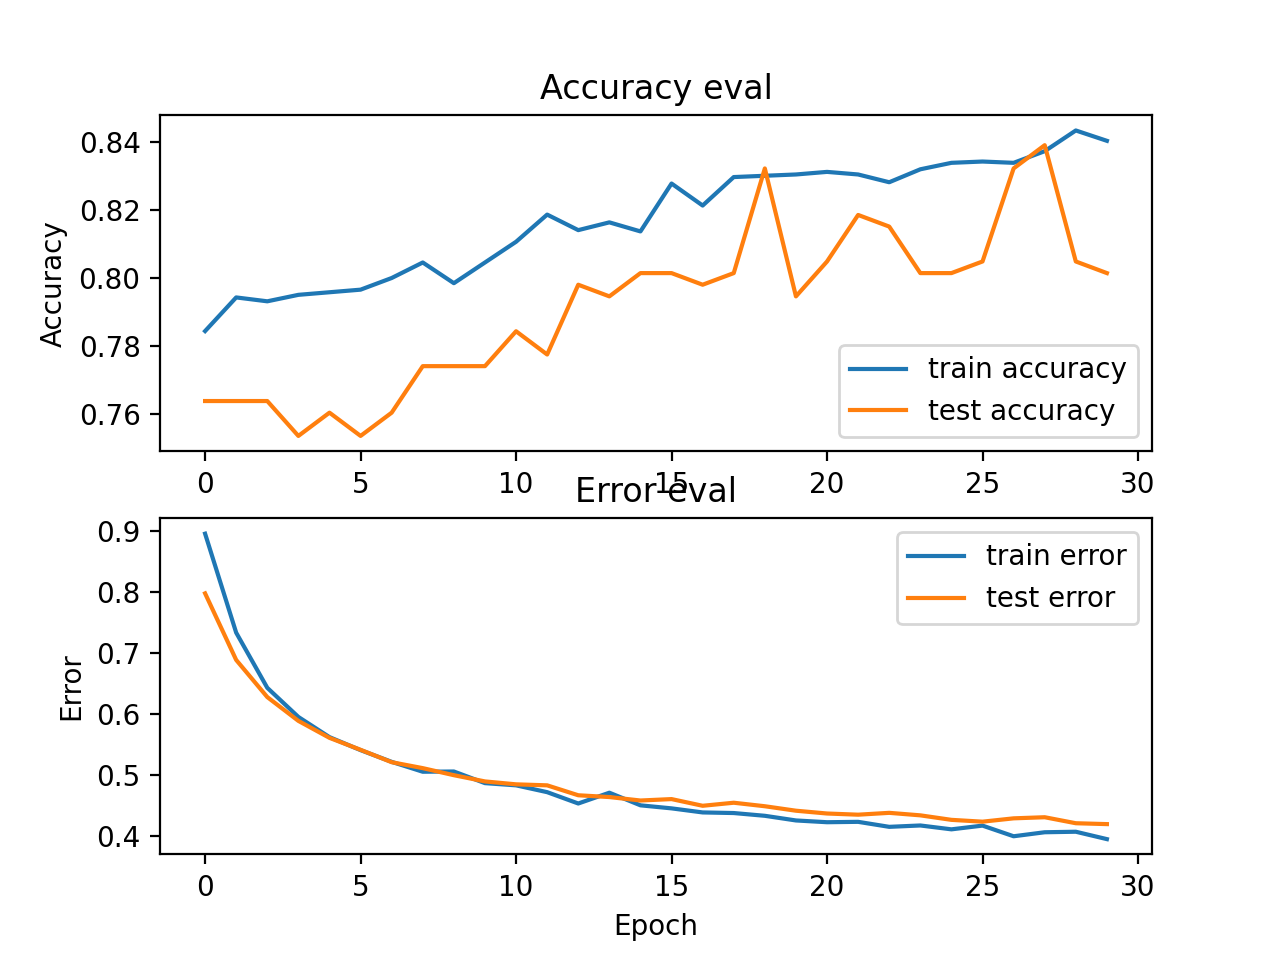 Accuracy eval
0.84
0.82
0.80
0.78
0.76
Accuracy
train accuracy
test accuracy
0 5 10 15 20 25 30
Error eval
0.9
0.8
0.7
0.6
0.5
0.4
Error
train error
test error
0 5 10 15 20 25 30
Epoch